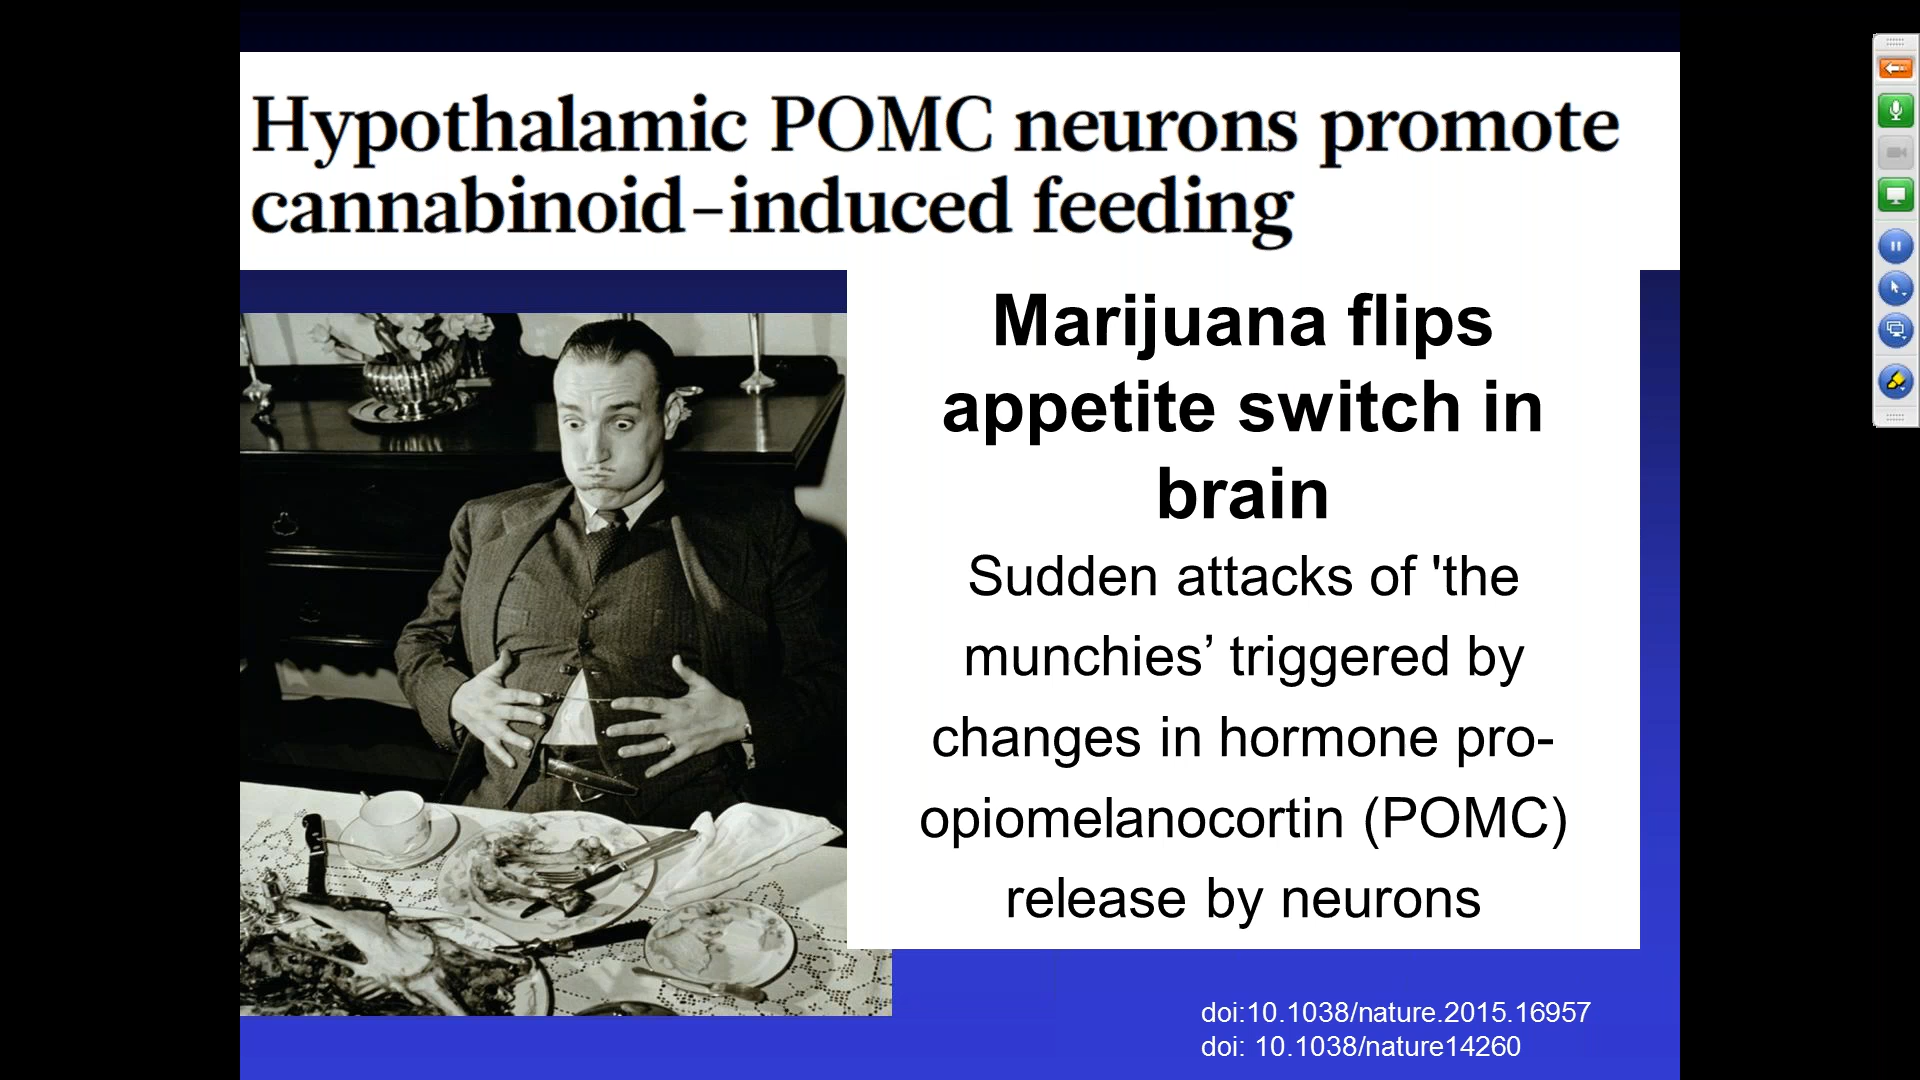 Hypothalamic POMC neurons promote
cannabinoid–induced feeding
Marijuana flips
appetite switch in
brain
Sudden attacks of 'the
munchies’ triggered by
changes in hormone pro-
opiomelanocortin (POMC)
release by neurons
doi:10.1038/nature.2015.16957
doi: 10.1038/nature14260